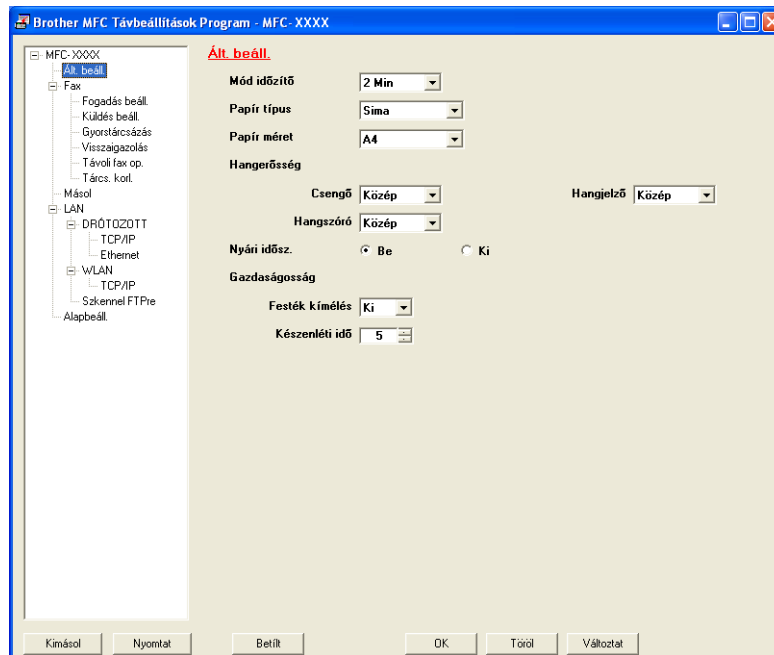 Brother MFC Távbeállítások Program - MFC-XXXX
MFC-XXXX
Ált. beáll.
Fax
Fogadás beáll.
Küldés beáll.
Gyorstárcsázás
Visszaigazolás
Távoli fax op.
Tárcs. korl.
Másol
LAN
DRÓTOZOTT
TCP/IP
Ethernet
WLAN
TCP/IP
Szkennel FTPre
Alapbeáll.
Ált. beáll.
Mód időzítő 2 Min
Papír típus Sima
Papír méret A4
Hangerősség
Csengő Közép Hangjelző Közép
Hangszóró Közép
Nyári idősz. Be Ki
Gazdaságosság
Festék kímélés Ki
Készenléti idő 5
Kimásol Nyomtat Betilt OK Töröl Változtat